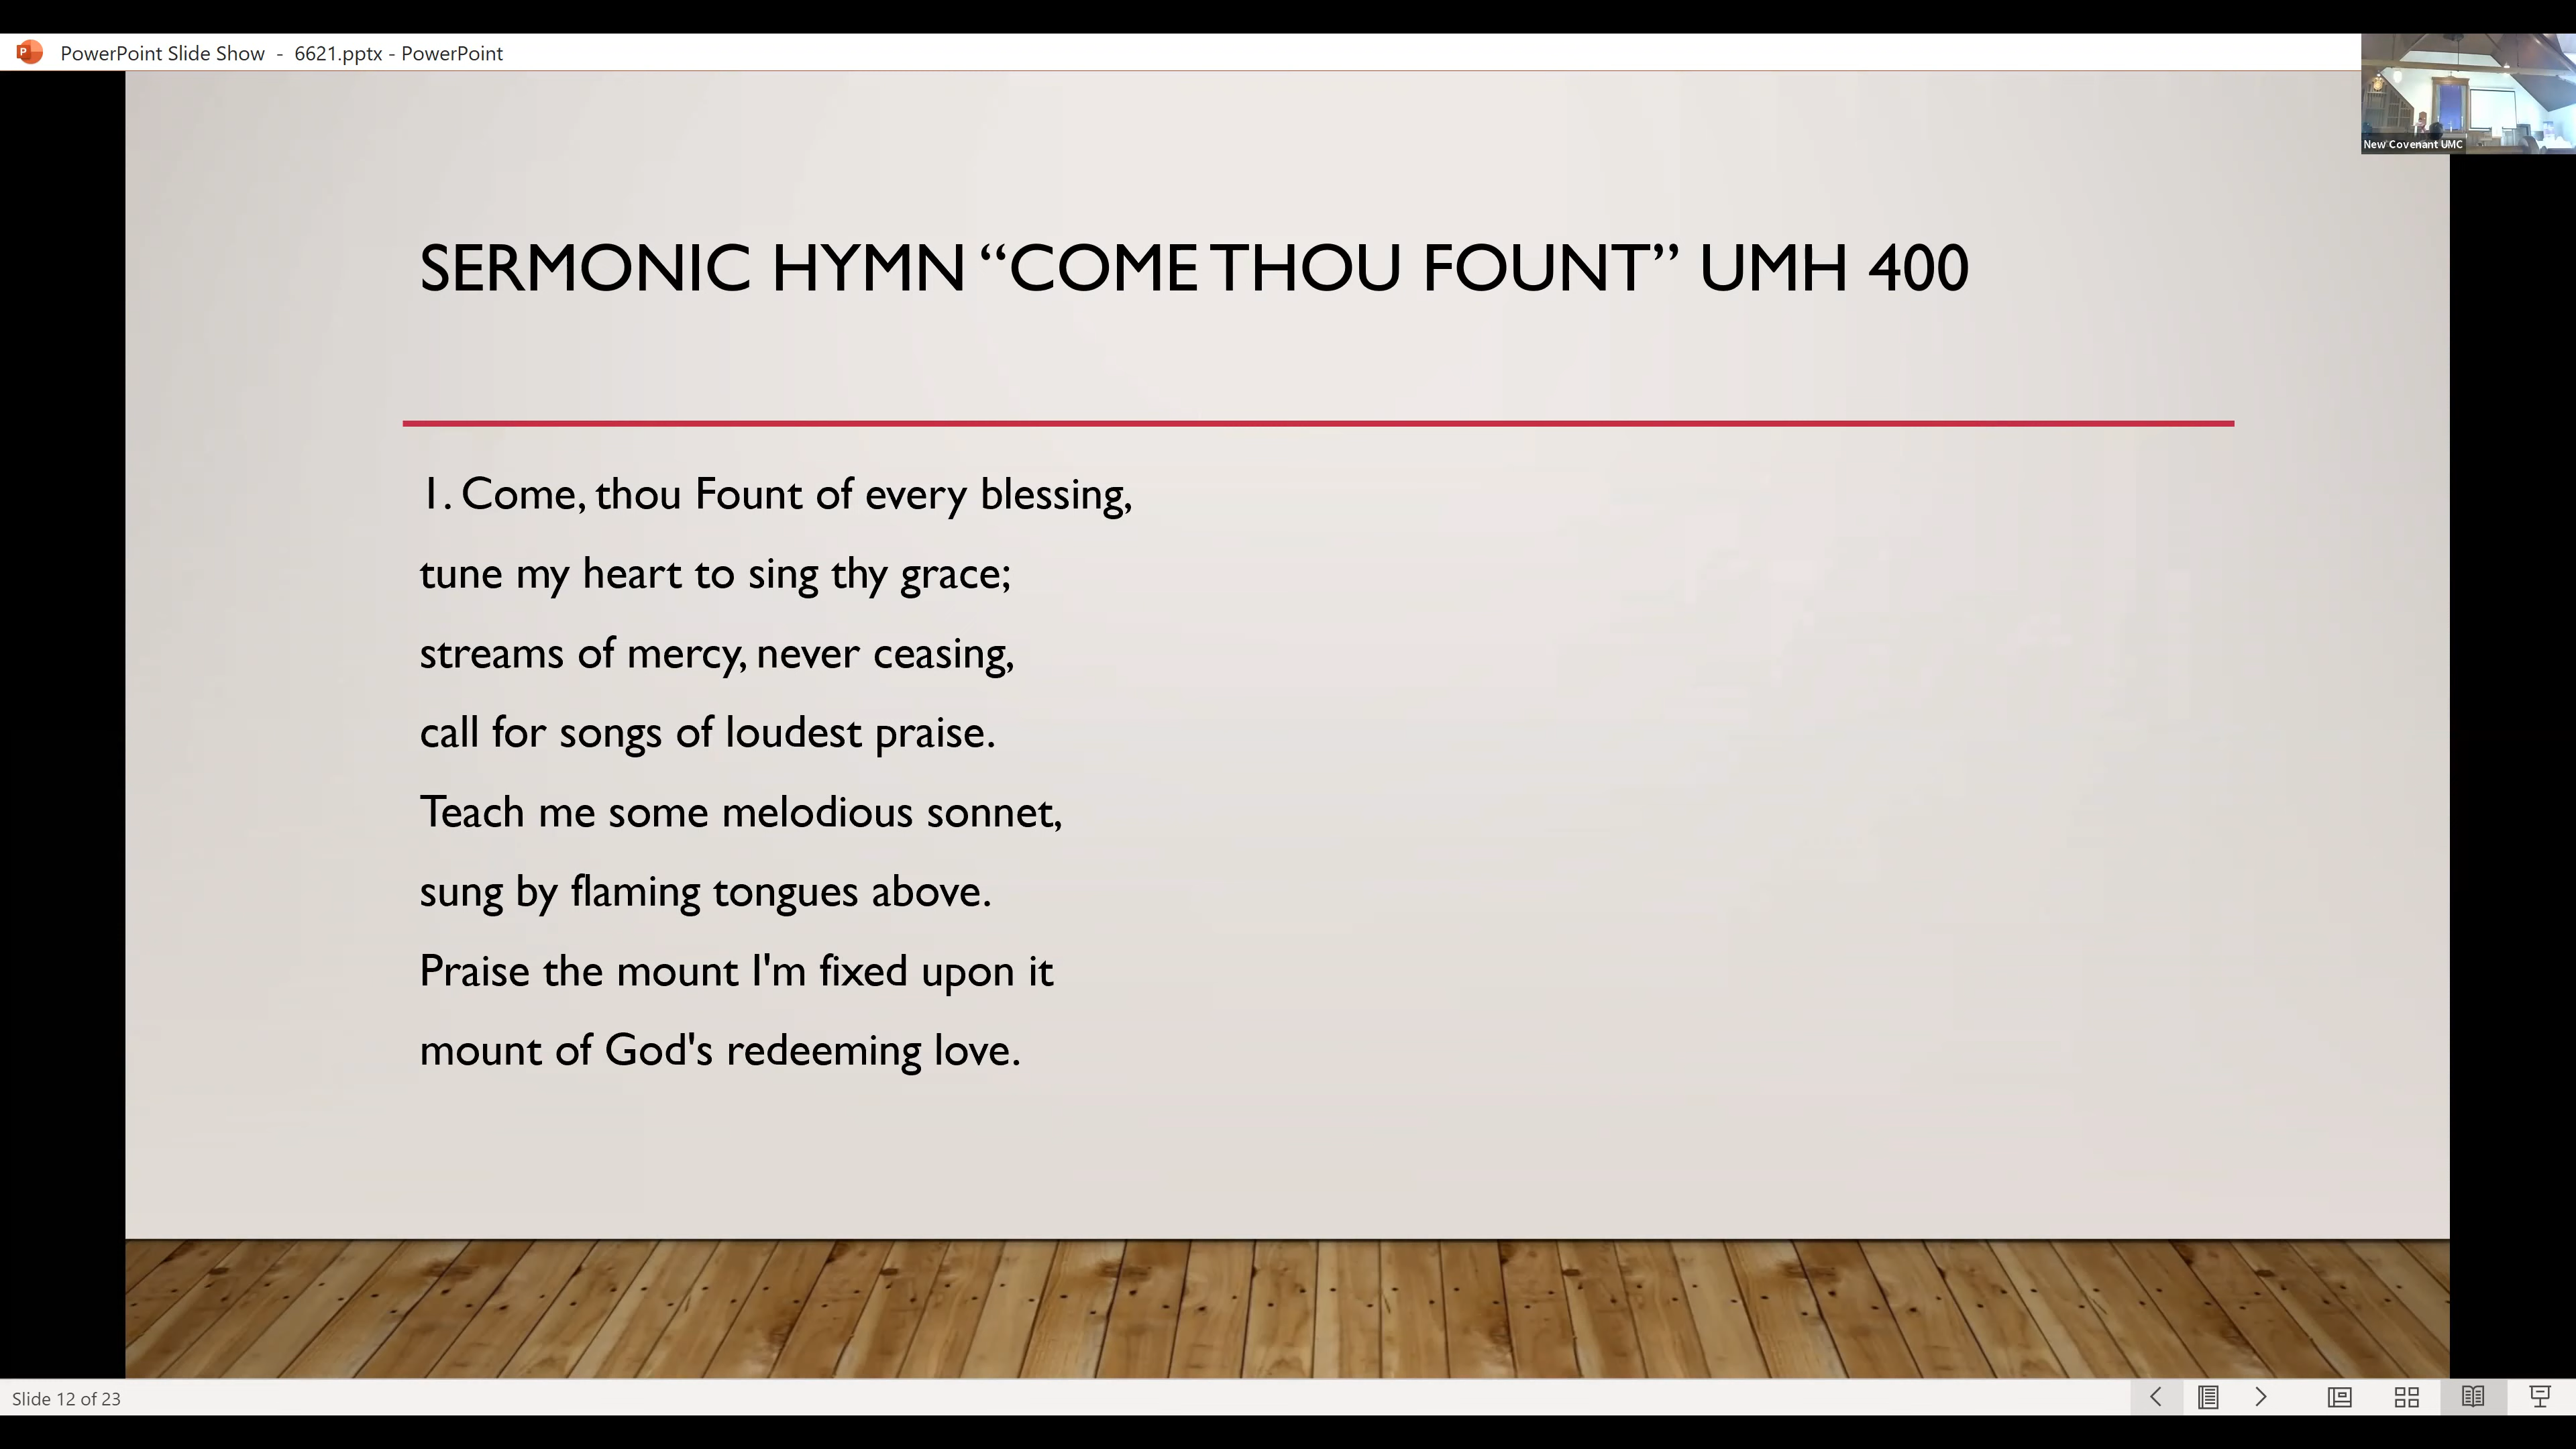 PowerPoint Slide Show - 6621.pptx - PowerPoint
New Covenant UMC
SERMONIC HYMN “COME THOU FOUNT” UMH 400
1. Come, thou Fount of every blessing,
tune my heart to sing thy grace;
streams of mercy, never ceasing,
call for songs of loudest praise.
Teach me some melodious sonnet,
sung by flaming tongues above.
Praise the mount I'm fixed upon it
mount of God's redeeming love.
Slide 12 of 23